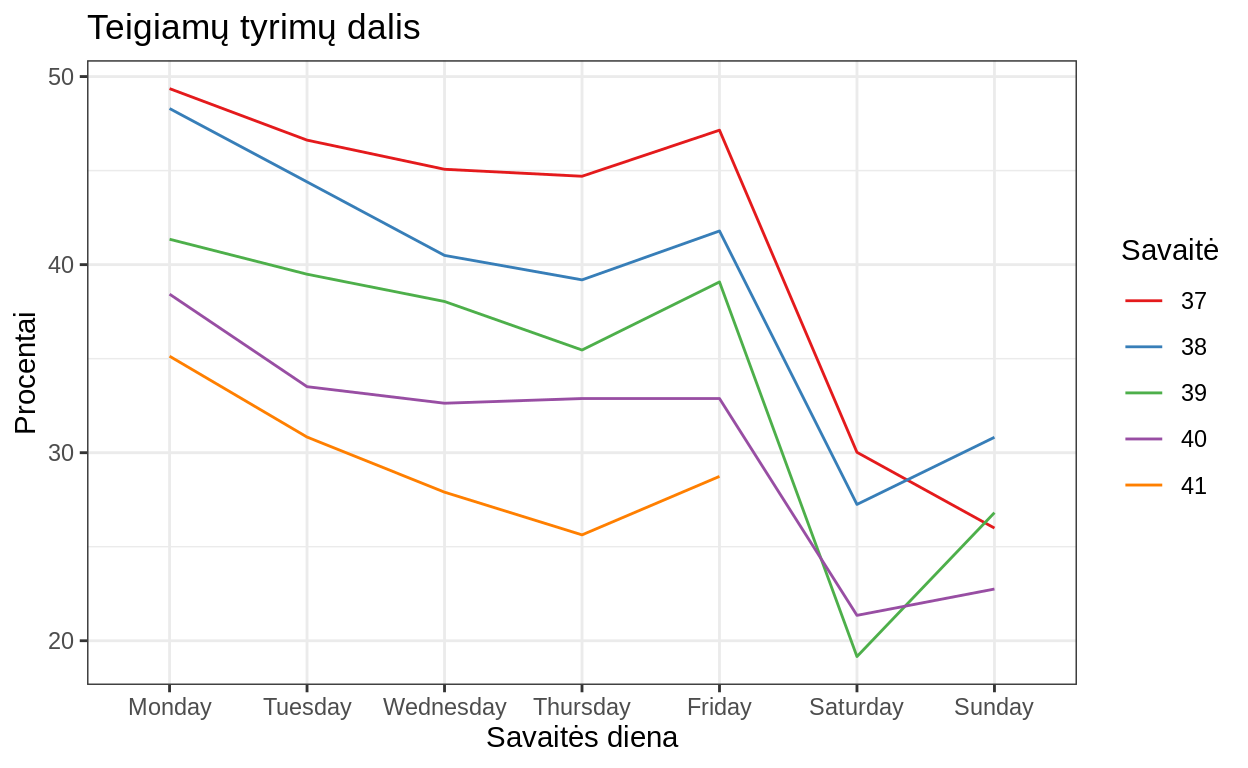 Teigiamų tyrimų dalis
50
40
30
20
Procentai
Monday Tuesday Wednesday Thursday Friday Saturday Sunday
Savaitės diena
Savaitė
37
38
39
40
41